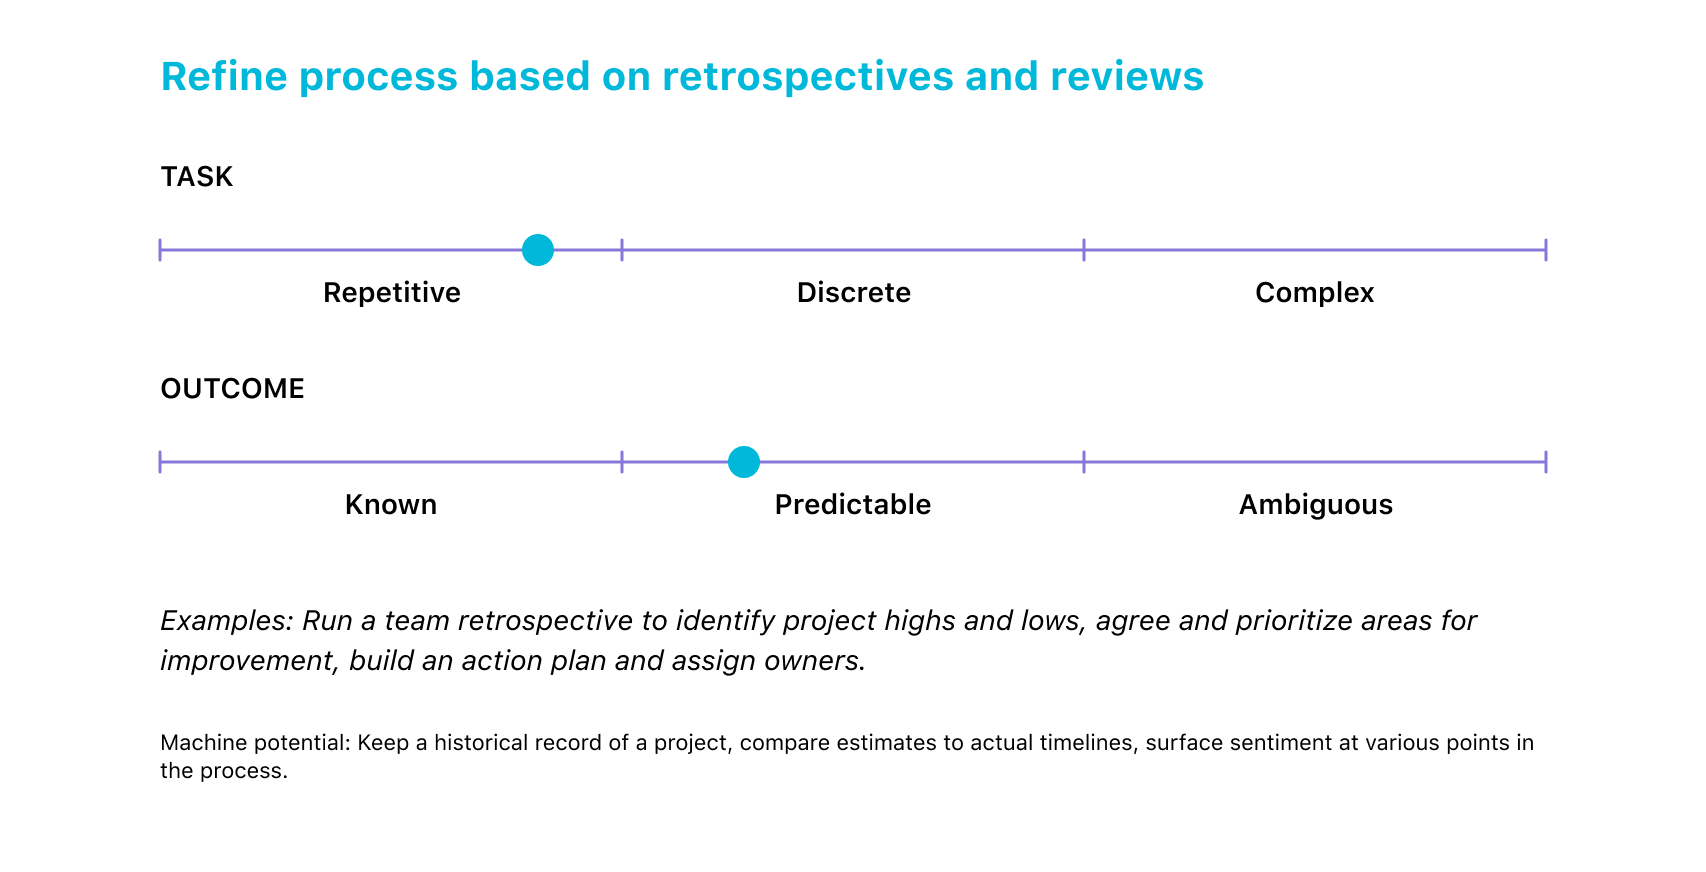 Refine process based on retrospectives and reviews
TASK
Repetitive Discrete Complex
OUTCOME
Known Predictable Ambiguous
Examples: Run a team retrospective to identify project highs and lows, agree and prioritize areas for
improvement, build an action plan and assign owners.
Machine potential: Keep a historical record of a project, compare estimates to actual timelines, surface sentiment at various points in
the process.